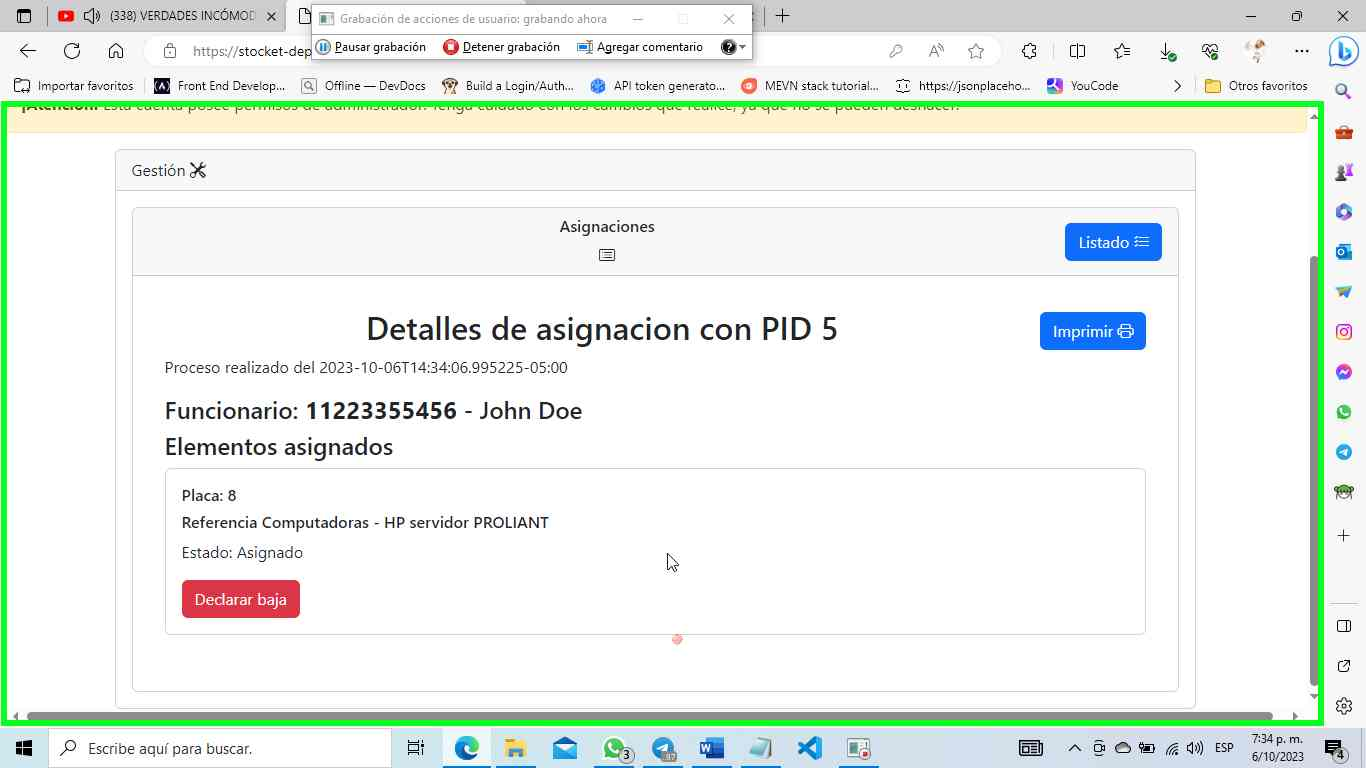 (338) VERDADES INCÓMOD
Grabación de acciones de usuario: grabando ahora
https://stocket-dep
Pausar grabación
Detener grabación
Agregar comentario
Importar favoritos
Front End Develop...
Offline — DevDocs
Build a Login/Auth...
API token generato...
MEVN stack tutorial...
https://jsonplaceho...
YouCode
Otros favoritos
¡Atención! Esta cuenta posee permisos de administrador. Tenga cuidado con los cambios que realice, ya que no se pueden deshacer.
Gestión
Asignaciones
Listado
Detalles de asignacion con PID 5
Imprimir
Proceso realizado del 2023-10-06T14:34:06.995225-05:00
Funcionario: 11223355456 - John Doe
Elementos asignados
Placa: 8
Referencia Computadoras - HP servidor PROLIANT
Estado: Asignado
Declarar baja
Escribe aquí para buscar.
3
ESP
7:34 p. m.
6/10/2023
4